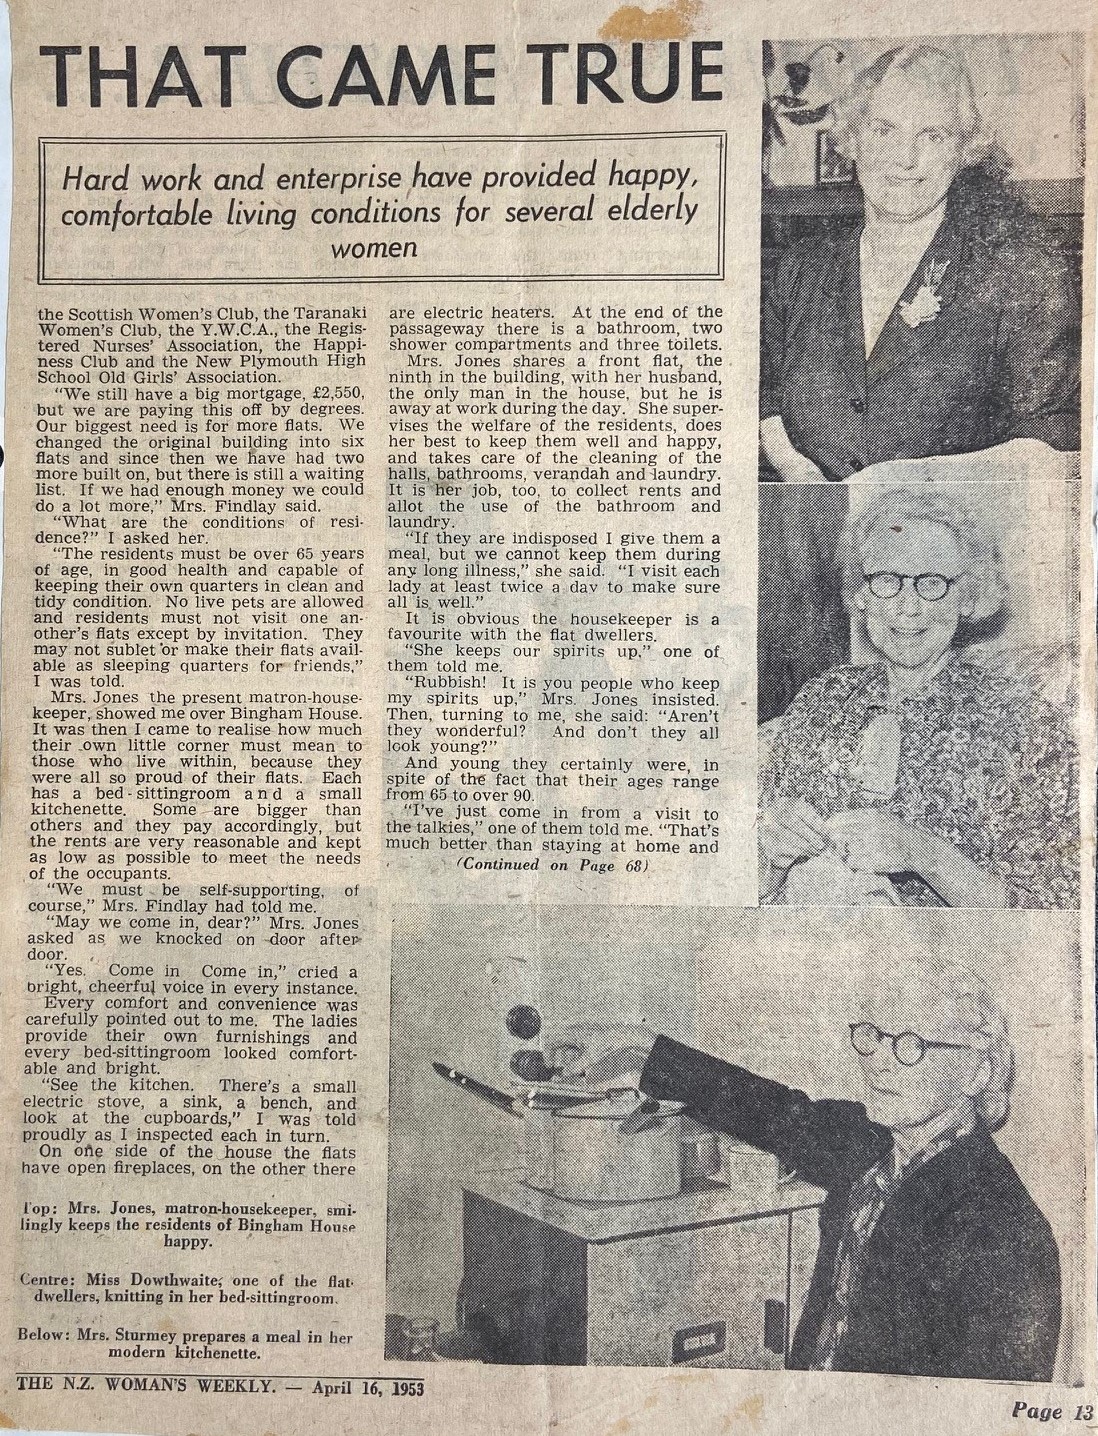 THAT CAME TRUE
Hard work and enterprise have provided happy,
comfortable living conditions for several elderly
women
the Scottish Women's Club, the Taranaki
Women's Club, the Y.W.C.A., the Regis-
tered Nurses' Association, the Happi-
ness Club and the New Plymouth High
School Old Girls' Association.
"We still have a big mortgage, £2,550,
but we are paying this off by degrees.
Our biggest need is for more flats. We
changed the original building into six
flats and since then we have had two
more built on, but there is still a waiting
list. If we had enough money we could
do a lot more," Mrs. Findlay said.
"What are the conditions of resi-
dence?" I asked her.
"The residents must be over 65 years
of age, in good health and capable of
keeping their own quarters in clean and
tidy condition. No live pets are allowed
and residents must not visit one an-
other's flats except by invitation. They
may not sublet or make their flats avail-
able as sleeping quarters for friends,"
I was told.
Mrs. Jones the present matron-house-
keeper, showed me over Bingham House.
It was then I came to realise how much
their own little corner must mean to
those who live within, because they
were all so proud of their flats. Each
has a bed-sittingroom and a small
kitchenette. Some are bigger than
others and they pay accordingly, but
the rents are very reasonable and kept
as low as possible to meet the needs
of the occupants.
"We must be self-supporting, of
course," Mrs. Findlay had told me.
"May we come in, dear?" Mrs. Jones
asked as we knocked on door after
door.
"Yes. Come in Come in," cried a
bright, cheerful voice in every instance.
Every comfort and convenience was
carefully pointed out to me. The ladies
provide their own furnishings and
every bed-sittingroom looked comfort-
able and bright.
"See the kitchen. There's a small
electric stove, a sink, a bench, and
look at the cupboards," I was told
proudly as I inspected each in turn.
On one side of the house the flats
have open fireplaces, on the other there
are electric heaters. At the end of the
passageway there is a bathroom, two
shower compartments and three toilets.
Mrs. Jones shares a front flat, the
ninth in the building, with her husband,
the only man in the house, but he is
away at work during the day. She super-
vises the welfare of the residents, does
her best to keep them well and happy,
and takes care of the cleaning of the
halls, bathrooms, verandah and laundry.
It is her job, too, to collect rents and
allot the use of the bathroom and
laundry.
"If they are indisposed I give them a
meal, but we cannot keep them during
any long illness," she said. "I visit each
lady at least twice a day to make sure
all is well."
It is obvious the housekeeper is a
favourite with the flat dwellers.
"She keeps our spirits up," one of
them told me.
"Rubbish! It is you people who keep
my spirits up," Mrs. Jones insisted.
Then, turning to me, she said: "Aren't
they wonderful? And don't they all
look young?"
And young they certainly were, in
spite of the fact that their ages range
from 65 to over 90.
"I've just come in from a visit to
the talkies," one of them told me. "That's
much better than staying at home and
(Continued on Page 68)
Top: Mrs. Jones, matron-housekeeper, smi-
lingly keeps the residents of Bingham House
happy.
Centre: Miss Dowthwaite, one of the flat-
dwellers, knitting in her bed-sittingroom.
Below: Mrs. Sturmey prepares a meal in her
modern kitchenette.
THE N.Z. WOMAN'S WEEKLY. — April 16, 1953
Page 13